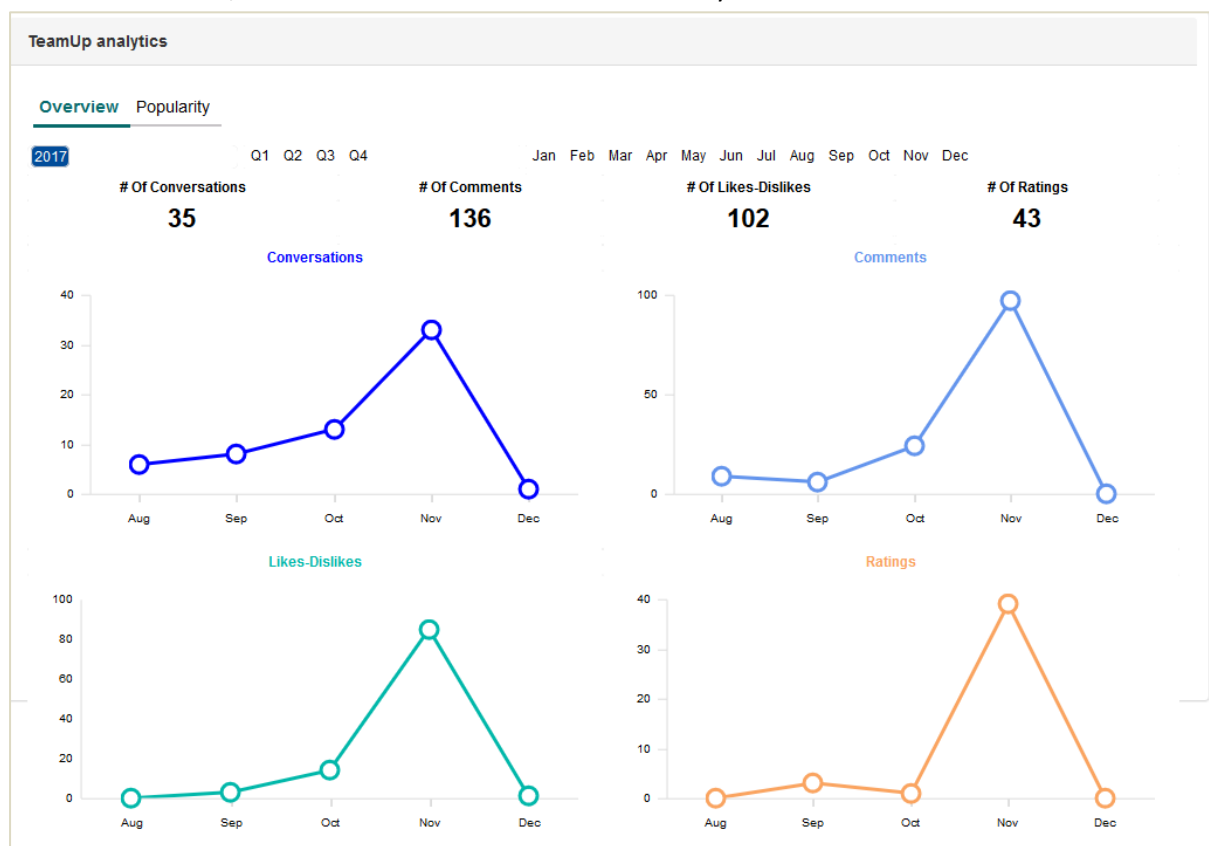 TeamUp analytics
Overview Popularity
2017 Q1 Q2 Q3 Q4 Jan Feb Mar Apr May Jun Jul Aug Sep Oct Nov Dec
# Of Conversations # Of Comments # Of Likes-Dislikes # Of Ratings
35 136 102 43
Conversations
40
30
20
10
0
Aug Sep Oct Nov Dec
Comments
100
50
0
Aug Sep Oct Nov Dec
Likes-Dislikes
100
80
60
40
20
0
Aug Sep Oct Nov Dec
Ratings
40
30
20
10
0
Aug Sep Oct Nov Dec